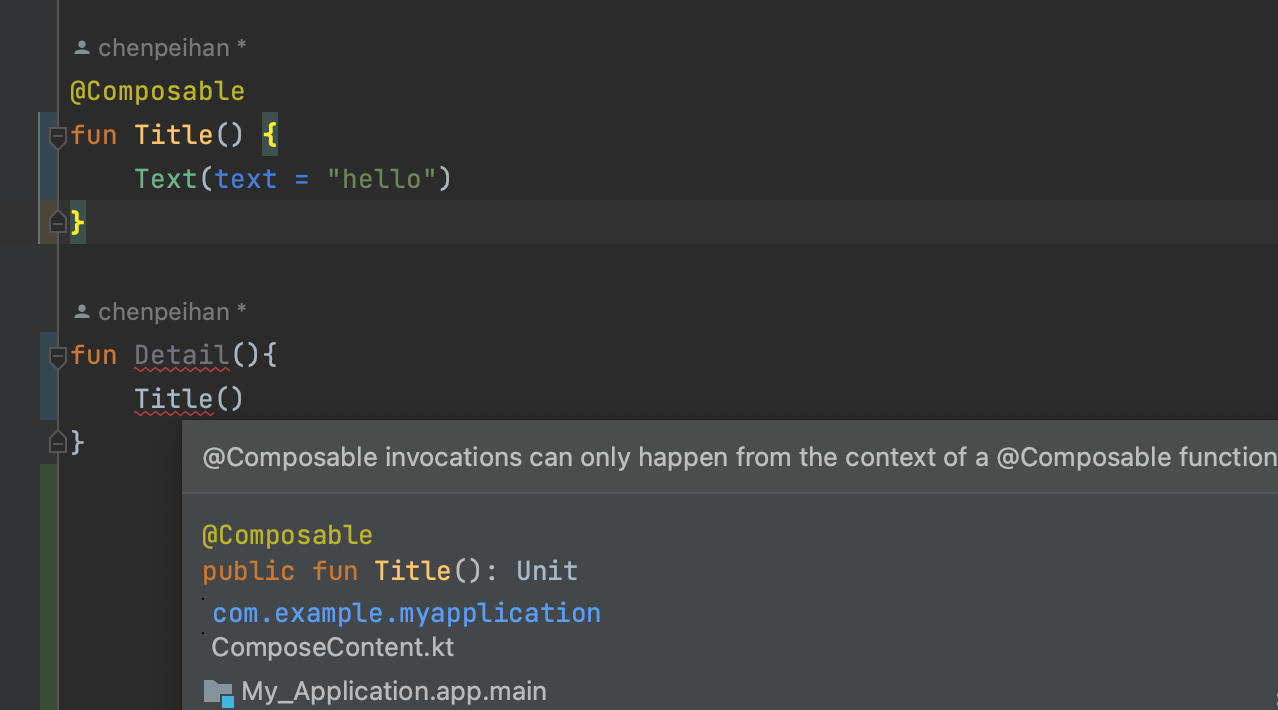 chenpeihan *
@Composable
fun Title() {
    Text(text = "hello")
}
chenpeihan *
fun Detail(){
    Title()
}
@Composable invocations can only happen from the context of a @Composable function
@Composable
public fun Title(): Unit
com.example.myapplication
ComposeContent.kt
My_Application.app.main